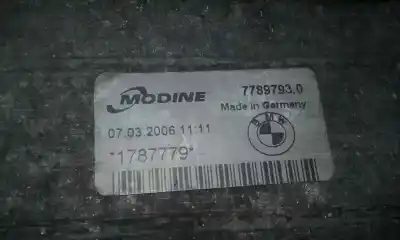 MODINE
7789793.0
Made in Germany
07.03.2006 11:11
BMW
*1787779*